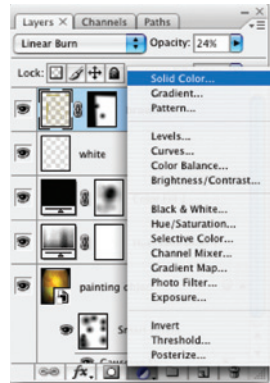 Layers × Channels Paths
Linear Burn Opacity: 24%
Lock:
Solid Color...
Gradient...
Pattern...
white
Levels...
Curves...
Color Balance...
Brightness/Contrast...
Black & White...
Hue/Saturation...
Selective Color...
Channel Mixer...
Gradient Map...
painting
Photo Filter...
Exposure...
Invert
Threshold...
Posterize...
fx.